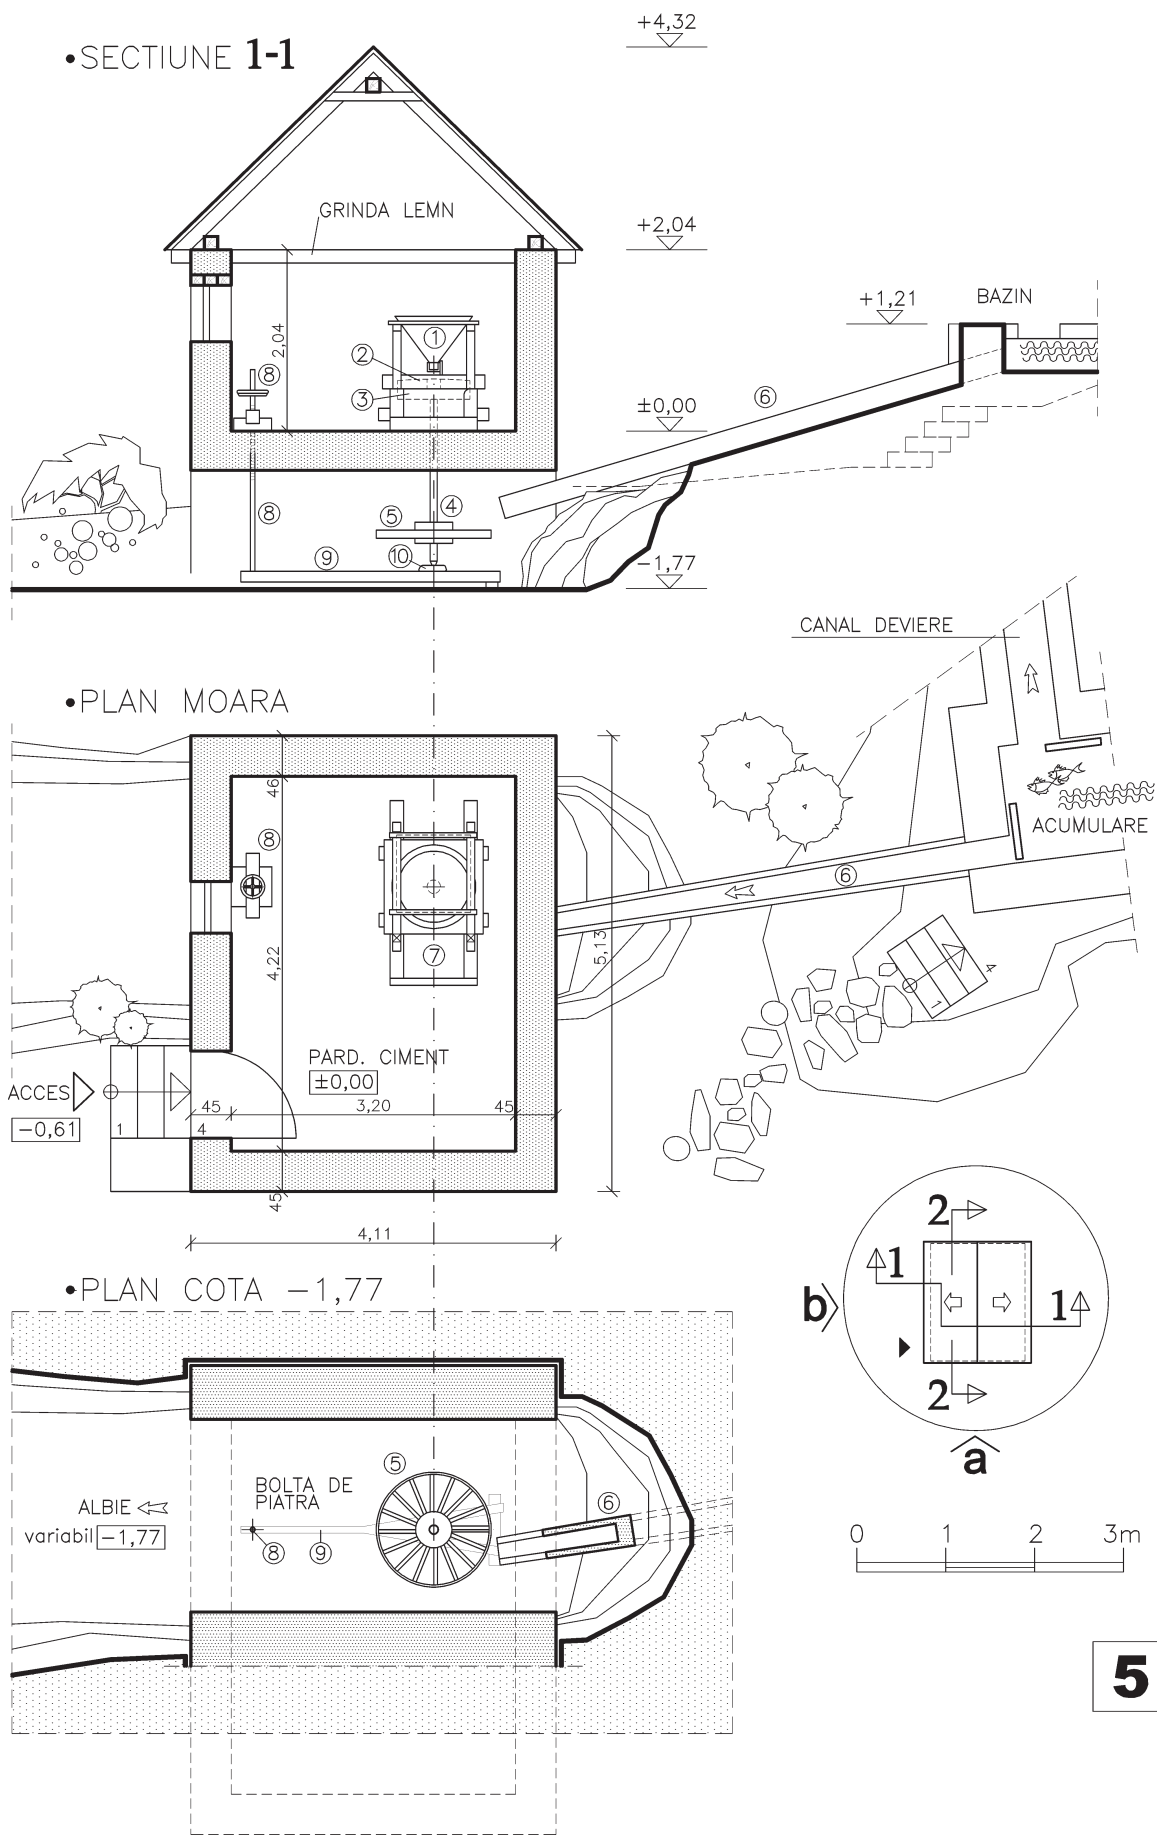 •SECTIUNE 1-1
+4,32
GRINDA LEMN
+2,04
+1,21
BAZIN
2,04
1
2
8
3
6
±0,00
4
5
8
9
10
-1,77
CANAL DEVIERE
•PLAN MOARA
46
8
ACUMULARE
6
7
4,22
5,13
4
1
PARD. CIMENT
±0,00
ACCES
-0,61
45
3,20
45
1
4
45
4,11
•PLAN COTA -1,77
2
1
b
1
2
a
5
BOLTA DE
PIATRA
6
ALBIE
variabil -1,77
8
9
0 1 2 3m
5